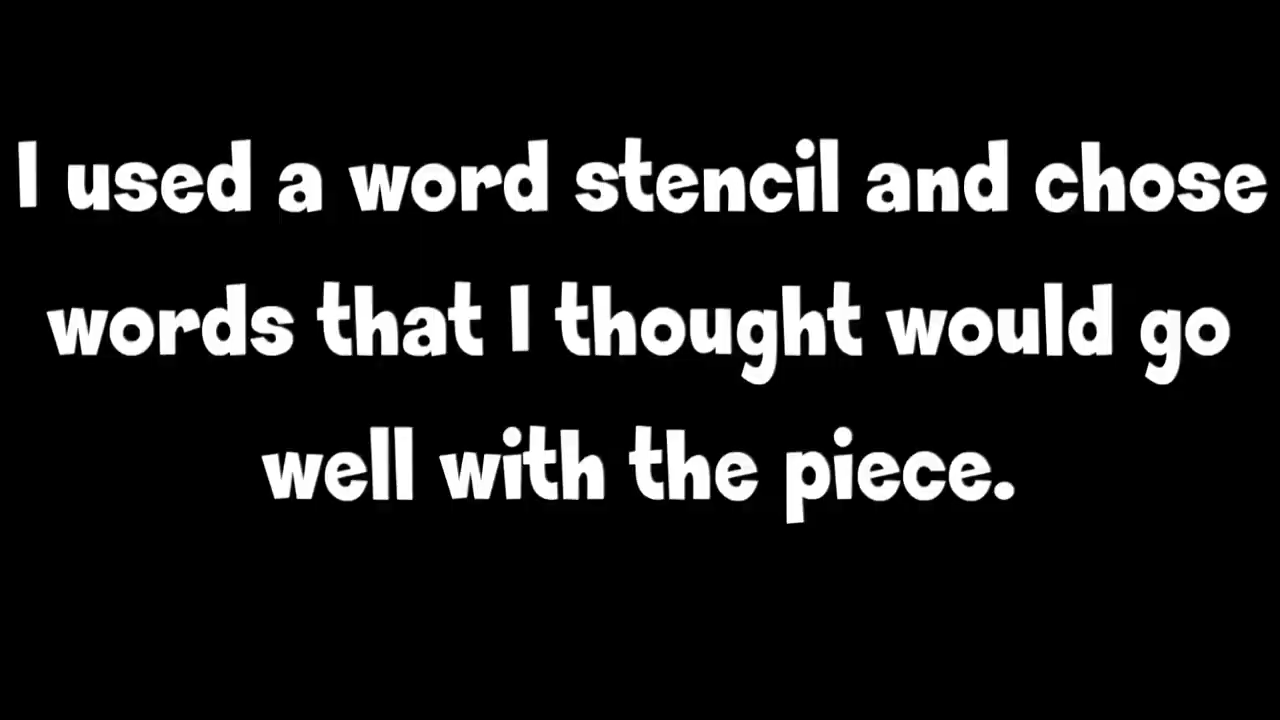 I used a word stencil and chose
words that I thought would go
well with the piece.